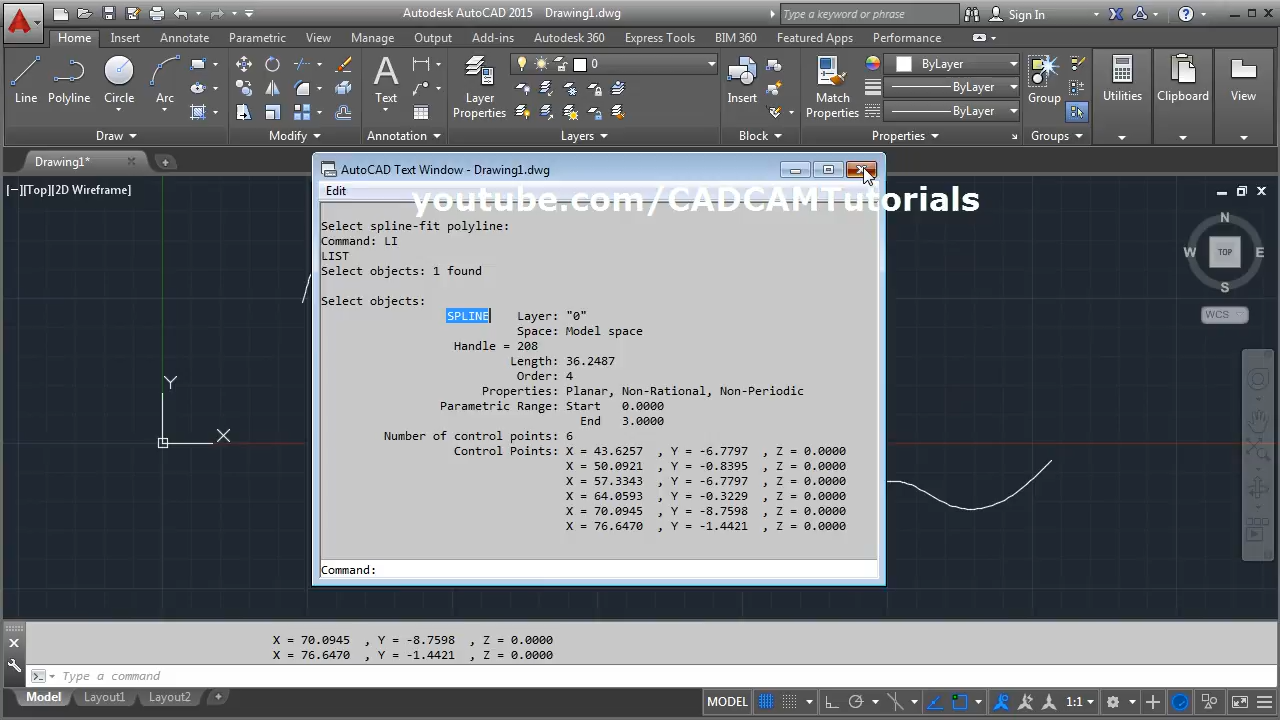 Autodesk AutoCAD 2015 Drawing1.dwg
Type a keyword or phrase
Sign In
Home Insert Annotate Parametric View Manage Output Add-ins Autodesk 360 Express Tools BIM 360 Featured Apps Performance
Line Polyline Circle Arc Text Layer Properties 0 Insert Match Properties ByLayer Group Utilities Clipboard View
ByLayer
ByLayer
Draw Modify Annotation Layers Block Properties Groups
Drawing1*
[−][Top][2D Wireframe]
AutoCAD Text Window - Drawing1.dwg
Edit
youtube.com/CADCAMTutorials
Select spline-fit polyline:
Command: LI
LIST
Select objects: 1 found
Select objects:
SPLINE Layer: "0"
Space: Model space
Handle = 208
Length: 36.2487
Order: 4
Properties: Planar, Non-Rational, Non-Periodic
Parametric Range: Start 0.0000
End 3.0000
Number of control points: 6
Control Points: X = 43.6257 , Y = -6.7797 , Z = 0.0000
X = 50.0921 , Y = -0.8395 , Z = 0.0000
X = 57.3343 , Y = -6.7797 , Z = 0.0000
X = 64.0593 , Y = -0.3229 , Z = 0.0000
X = 70.0945 , Y = -8.7598 , Z = 0.0000
X = 76.6470 , Y = -1.4421 , Z = 0.0000
Command:
N
W TOP E
S
WCS
Y
X
X = 70.0945 , Y = -8.7598 , Z = 0.0000
X = 76.6470 , Y = -1.4421 , Z = 0.0000
Type a command
Model Layout1 Layout2 + MODEL 1:1